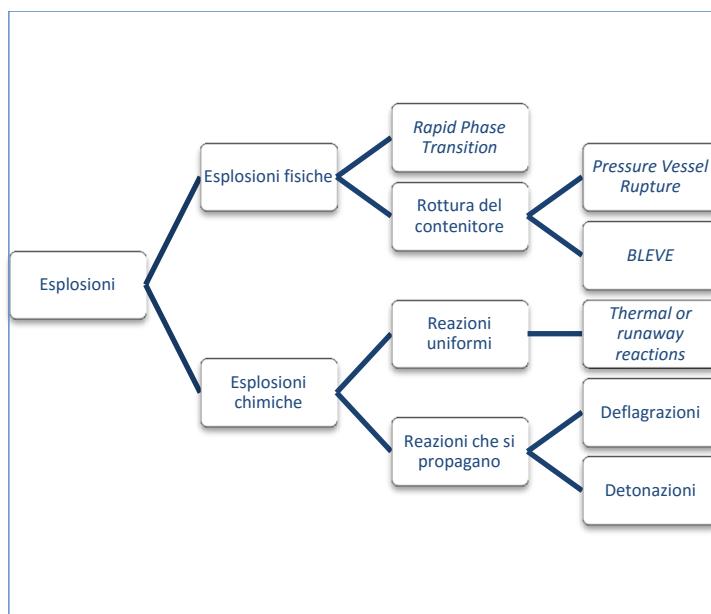 Rapid Phase
Transition
Esplosioni fisiche
Pressure Vessel
Rupture
Rottura del
contenitore
BLEVE
Esplosioni
Reazioni
uniformi
Thermal or
runaway
reactions
Esplosioni
chimiche
Deflagrazioni
Reazioni che si
propagano
Detonazioni